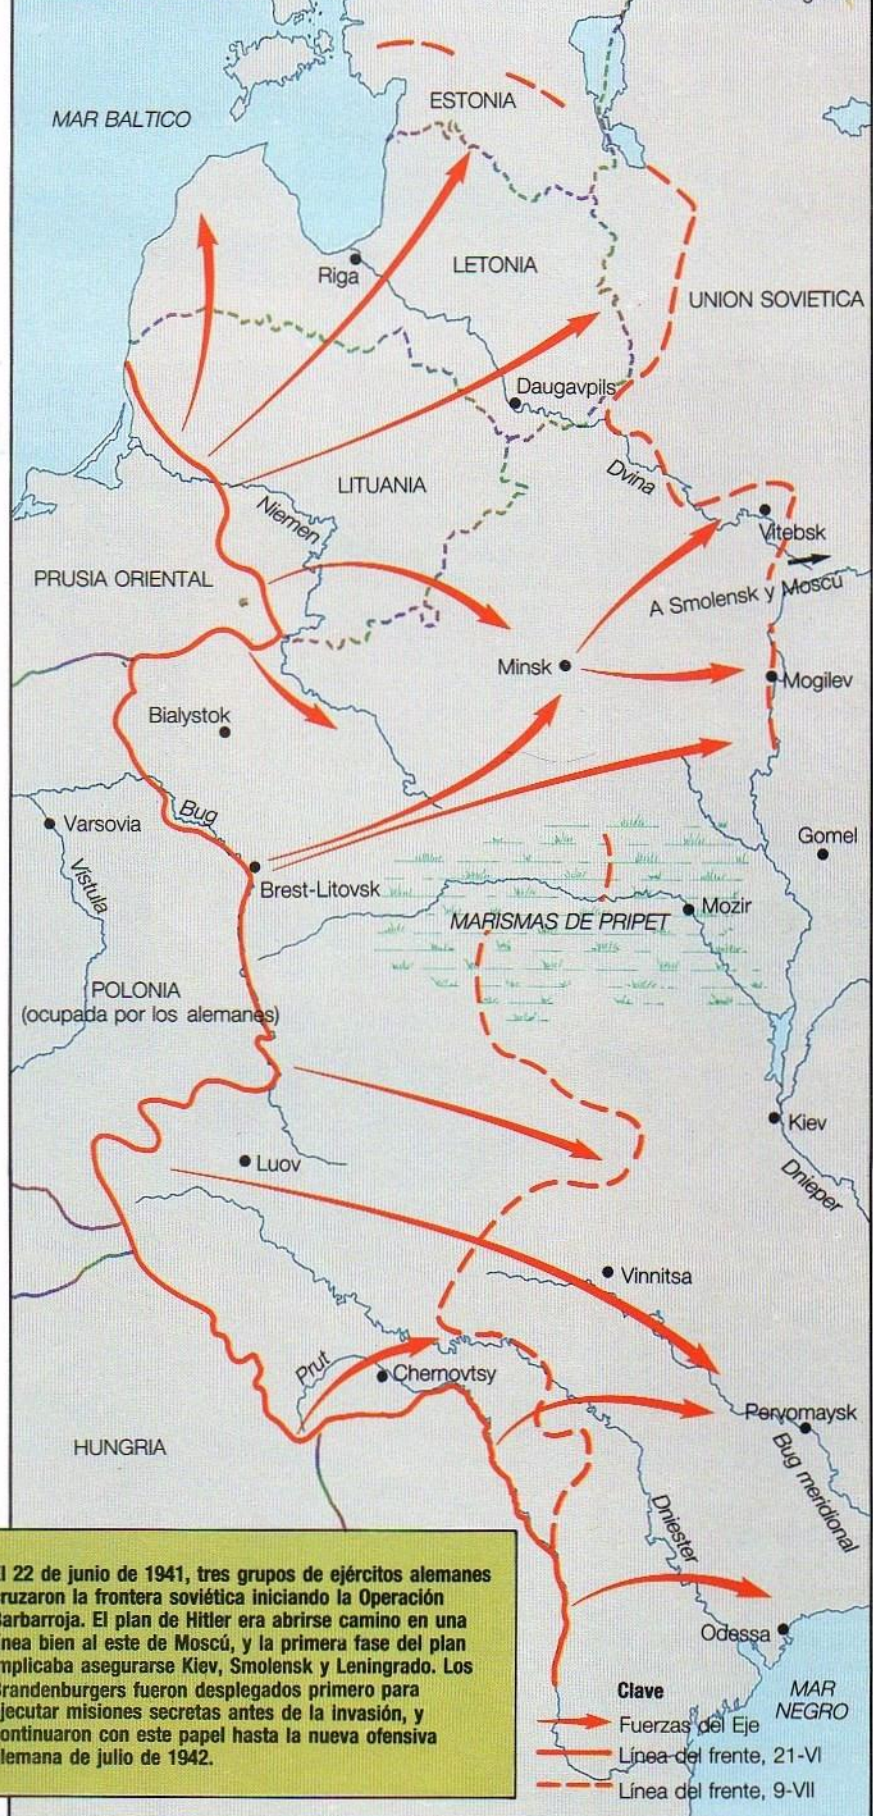 MAR BALTICO
ESTONIA
Riga
LETONIA
UNION SOVIETICA
Daugavpils
LITUANIA
Dvina
Niemen
Vitebsk
PRUSIA ORIENTAL
A Smolensk y Moscú
Minsk
Mogilev
Bialystok
Bug
Varsovia
Gomel
Vístula
Brest-Litovsk
Mozir
MARISMAS DE PRIPET
POLONIA
(ocupada por los alemanes)
Kiev
Luov
Dnieper
Vinnitsa
Prut
Chernovtsy
Pervomaysk
HUNGRIA
Bug meridional
Dniester
Odessa
MAR
NEGRO
l 22 de junio de 1941, tres grupos de ejércitos alemanes
ruzaron la frontera soviética iniciando la Operación
arbarroja. El plan de Hitler era abrirse camino en una
ínea bien al este de Moscú, y la primera fase del plan
mplicaba asegurarse Kiev, Smolensk y Leningrado. Los
randenburgers fueron desplegados primero para
jecutar misiones secretas antes de la invasión, y
ontinuaron con este papel hasta la nueva ofensiva
lemana de julio de 1942.
Clave
Fuerzas del Eje
Línea del frente, 21-VI
Línea del frente, 9-VII